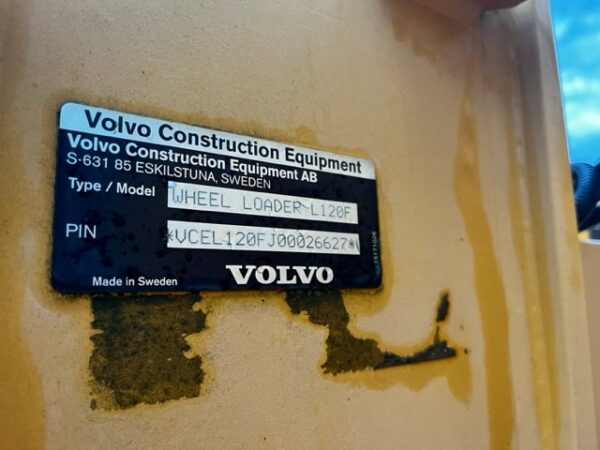 Volvo Construction Equipment
Volvo Construction Equipment AB
S-631 85 ESKILSTUNA, SWEDEN
Type / Model WHEEL LOADER L120F
PIN *VCEL120FJ00026627*
Made in Sweden VOLVO